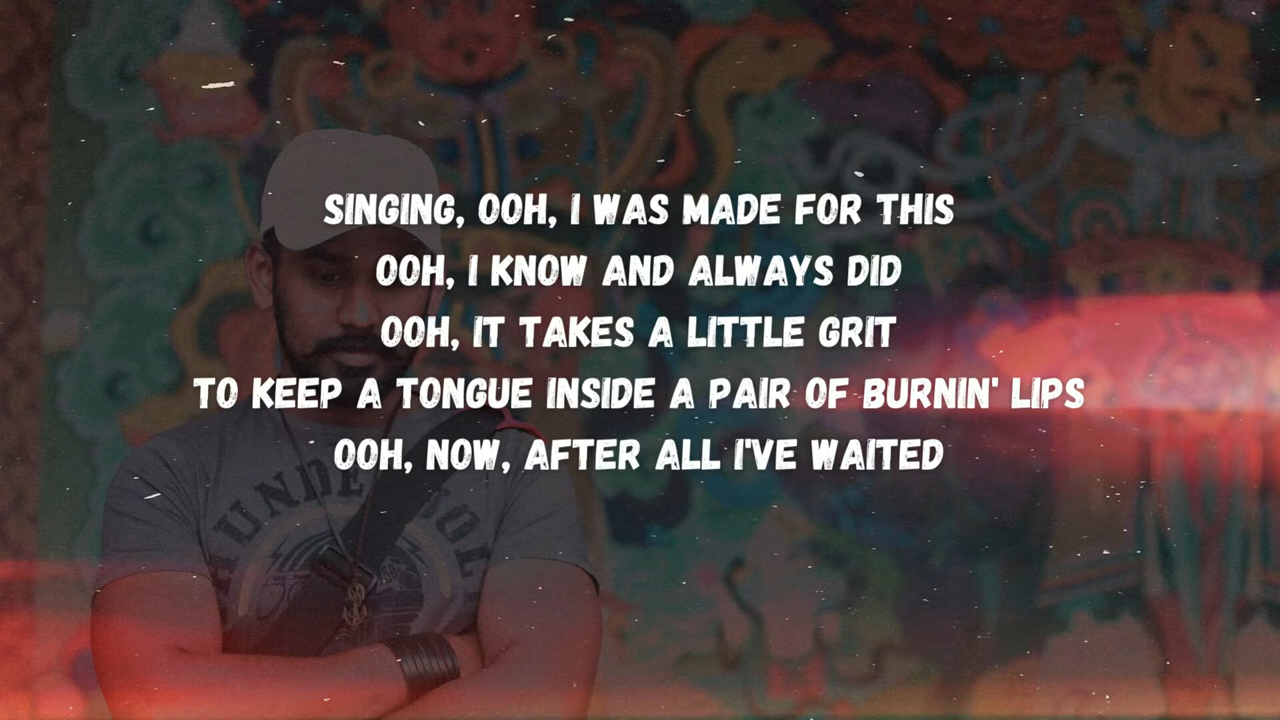 SINGING, OOH, I WAS MADE FOR THIS
OOH, I KNOW AND ALWAYS DID
OOH, IT TAKES A LITTLE GRIT
TO KEEP A TONGUE INSIDE A PAIR OF BURNIN' LIPS
OOH, NOW, AFTER ALL I'VE WAITED